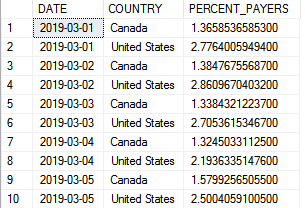 DATE COUNTRY PERCENT_PAYERS
1 2019-03-01 Canada 1.3658536585300
2 2019-03-01 United States 2.7764005949400
3 2019-03-02 Canada 1.3847675568700
4 2019-03-02 United States 2.8609670403200
5 2019-03-03 Canada 1.3384321223700
6 2019-03-03 United States 2.7053615346700
7 2019-03-04 Canada 1.3245033112500
8 2019-03-04 United States 2.1936335147600
9 2019-03-05 Canada 1.5799256505500
10 2019-03-05 United States 2.5004059100500